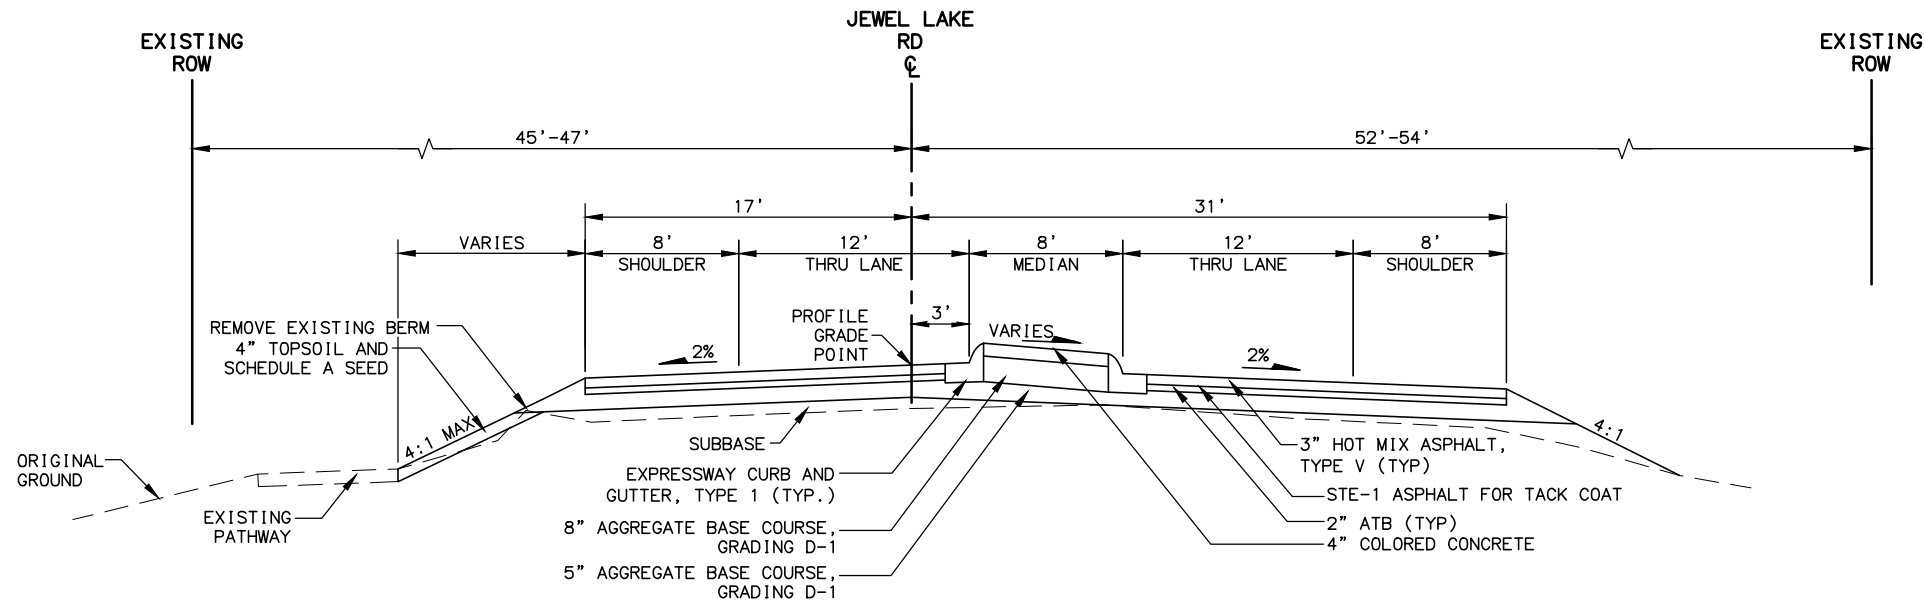 JEWEL LAKE
RD
℄
EXISTING
ROW
EXISTING
ROW
45'-47'
52'-54'
17'
31'
VARIES
8'
SHOULDER
12'
THRU LANE
8'
MEDIAN
12'
THRU LANE
8'
SHOULDER
3'
PROFILE
GRADE
POINT
VARIES
REMOVE EXISTING BERM
4" TOPSOIL AND
SCHEDULE A SEED
2%
2%
4:1 MAX
4:1
SUBBASE
ORIGINAL
GROUND
EXISTING
PATHWAY
EXPRESSWAY CURB AND
GUTTER, TYPE 1 (TYP.)
8" AGGREGATE BASE COURSE,
GRADING D-1
5" AGGREGATE BASE COURSE,
GRADING D-1
3" HOT MIX ASPHALT,
TYPE V (TYP)
STE-1 ASPHALT FOR TACK COAT
2" ATB (TYP)
4" COLORED CONCRETE